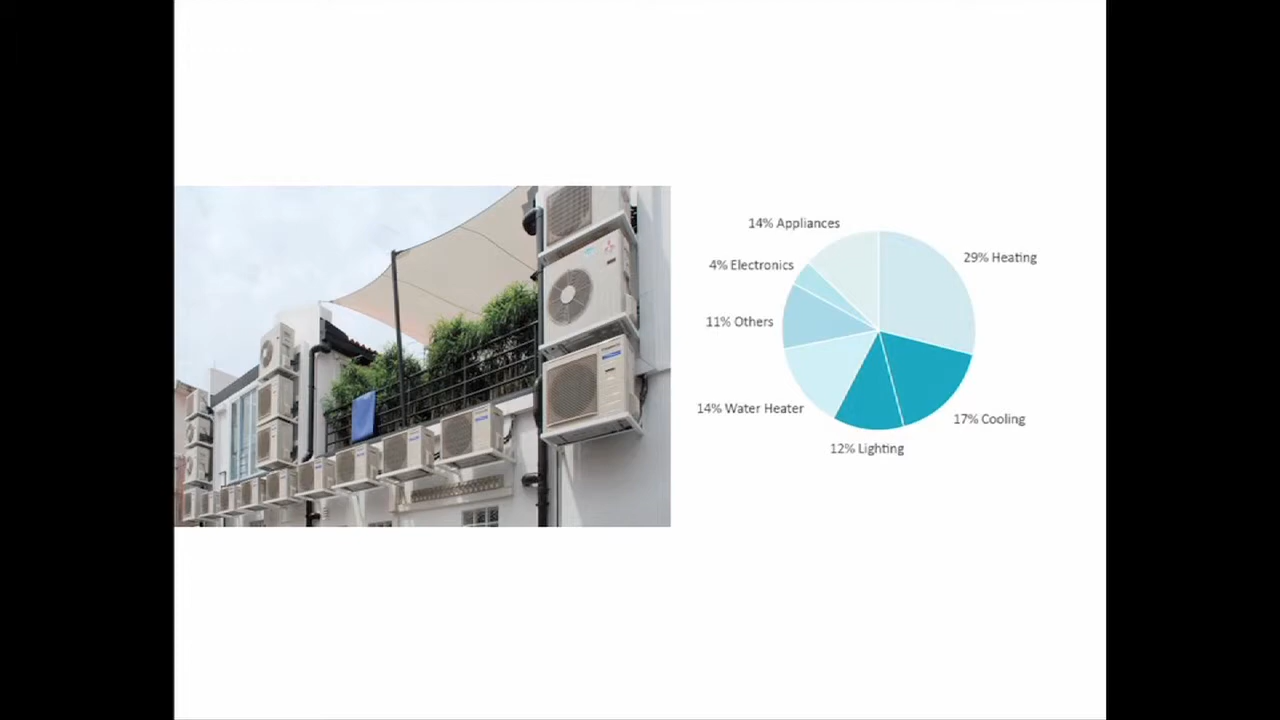 14% Appliances
29% Heating
4% Electronics
11% Others
14% Water Heater
17% Cooling
12% Lighting